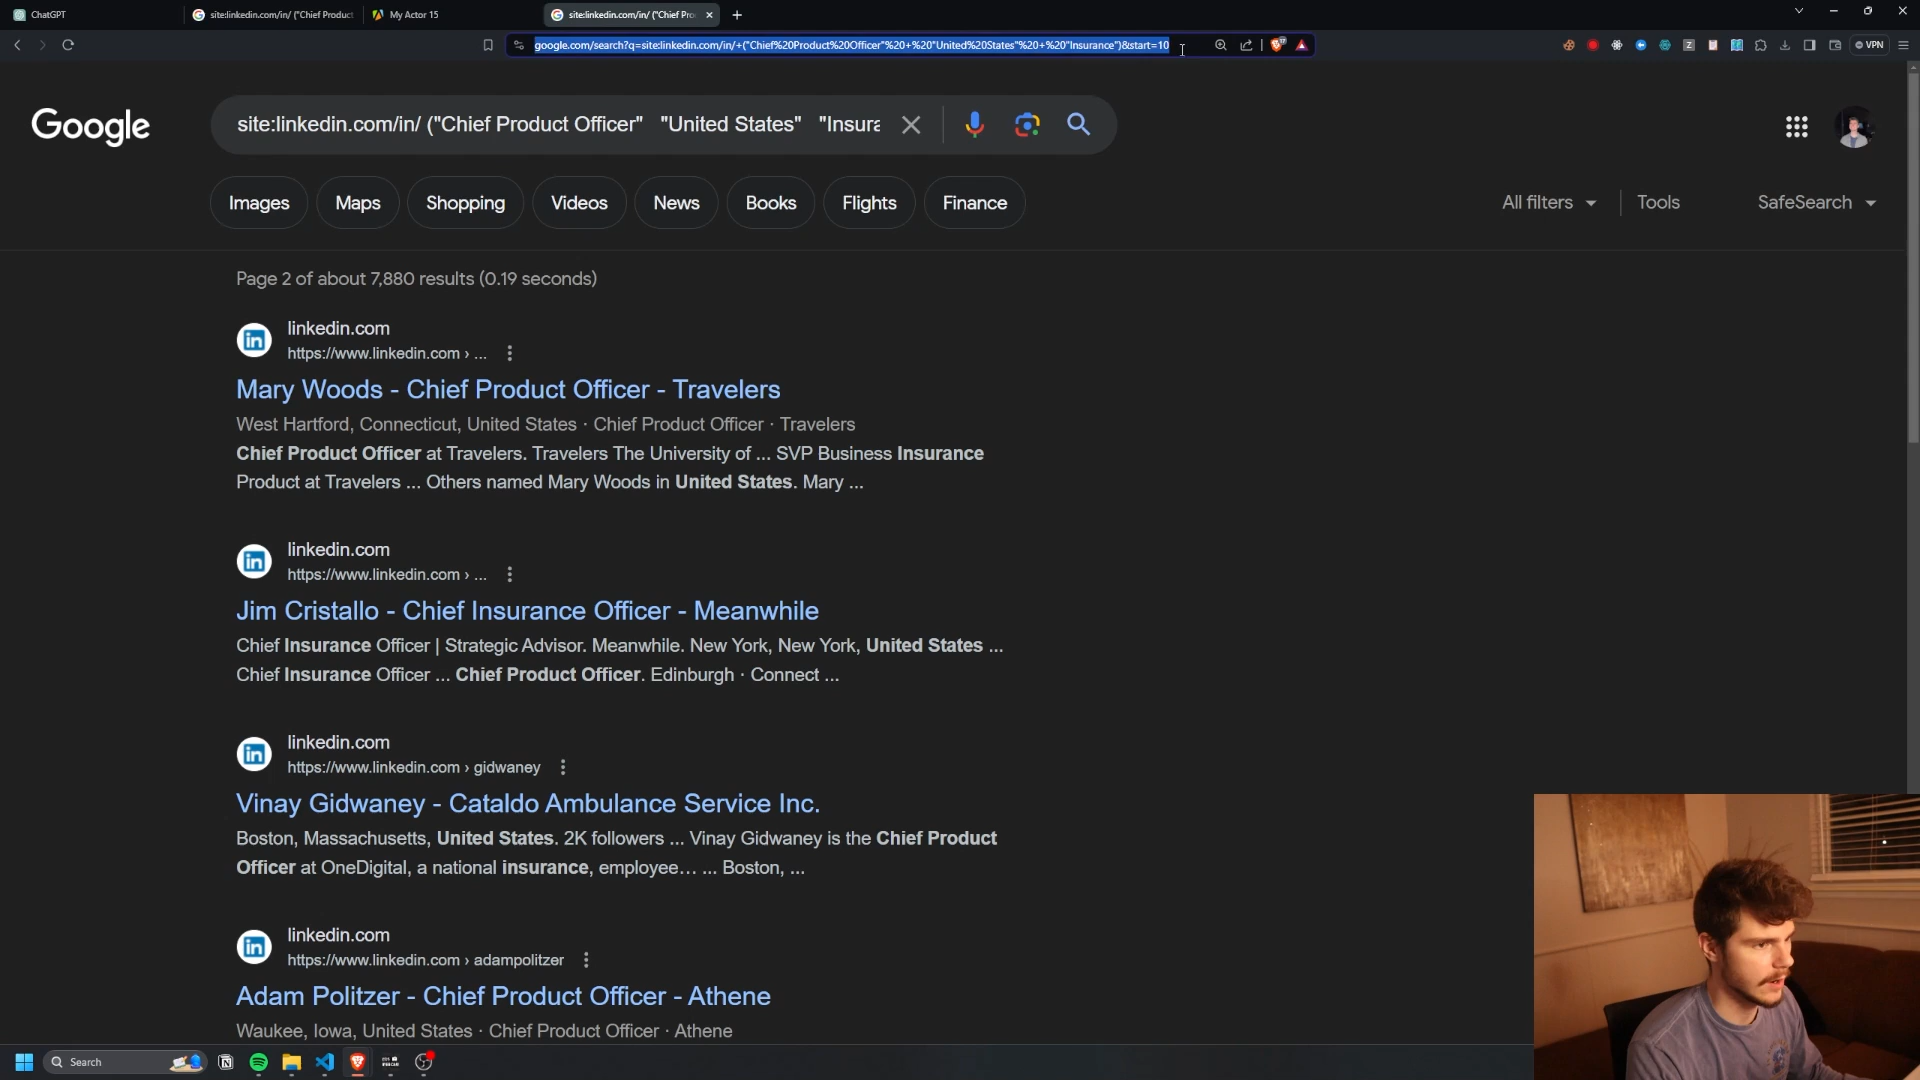 ChatGPT
site:linkedin.com/in/ ("Chief Product
My Actor 15
site:linkedin.com/in/ ("Chief Pro
google.com/search?q=site:linkedin.com/in/+("Chief%20Product%20Officer"%20+%20"United%20States"%20+%20"Insurance")&start=10
VPN
Google
site:linkedin.com/in/ ("Chief Product Officer" "United States" "Insura
Images
Maps
Shopping
Videos
News
Books
Flights
Finance
All filters
Tools
SafeSearch
Page 2 of about 7,880 results (0.19 seconds)
linkedin.com
https://www.linkedin.com › ...
Mary Woods - Chief Product Officer - Travelers
West Hartford, Connecticut, United States · Chief Product Officer · Travelers
Chief Product Officer at Travelers. Travelers The University of ... SVP Business Insurance
Product at Travelers ... Others named Mary Woods in United States. Mary ...
linkedin.com
https://www.linkedin.com › ...
Jim Cristallo - Chief Insurance Officer - Meanwhile
Chief Insurance Officer | Strategic Advisor. Meanwhile. New York, New York, United States ...
Chief Insurance Officer ... Chief Product Officer. Edinburgh · Connect ...
linkedin.com
https://www.linkedin.com › gidwaney
Vinay Gidwaney - Cataldo Ambulance Service Inc.
Boston, Massachusetts, United States. 2K followers ... Vinay Gidwaney is the Chief Product
Officer at OneDigital, a national insurance, employee… ... Boston, ...
linkedin.com
https://www.linkedin.com › adampolitzer
Adam Politzer - Chief Product Officer - Athene
Waukee, Iowa, United States · Chief Product Officer · Athene
Search